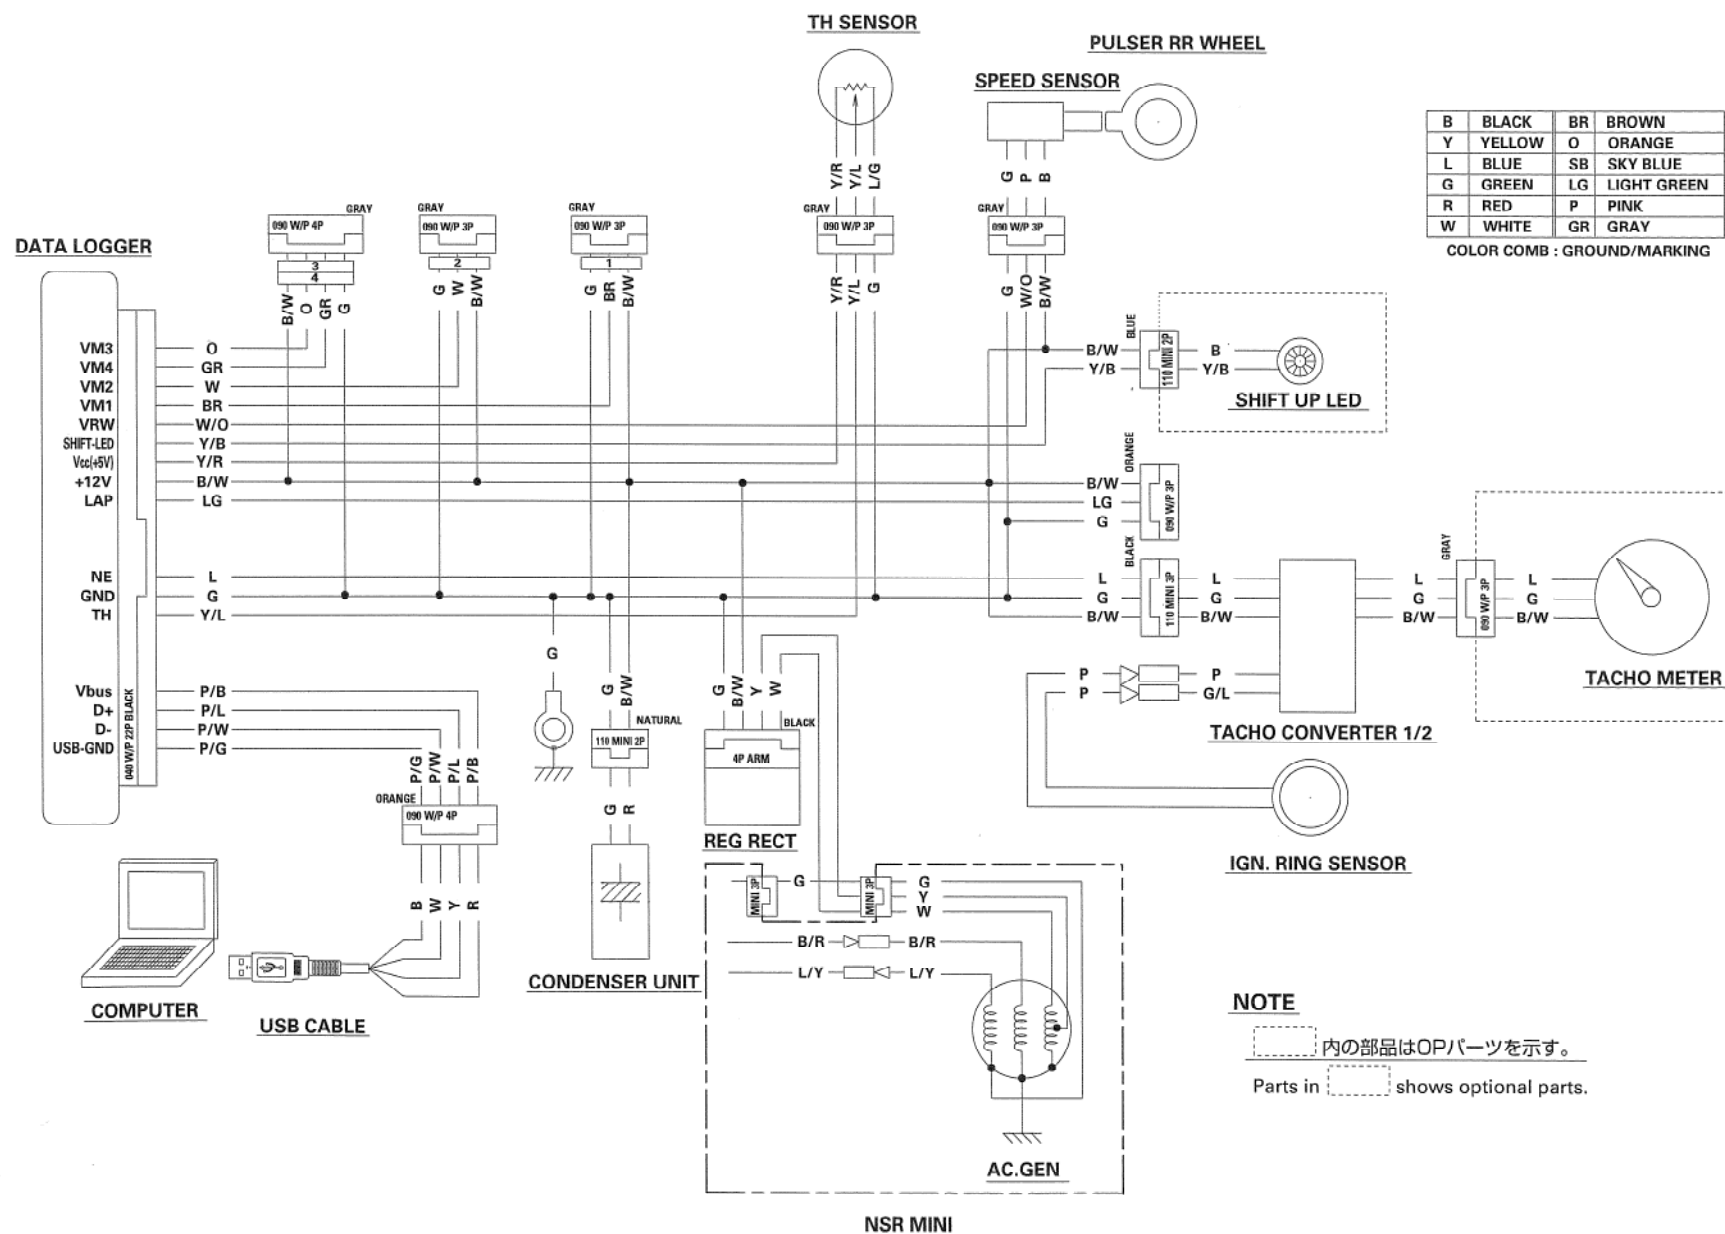 TH SENSOR
PULSER RR WHEEL
SPEED SENSOR
B BLACK BR BROWN
Y YELLOW O ORANGE
L BLUE SB SKY BLUE
G GREEN LG LIGHT GREEN
R RED P PINK
W WHITE GR GRAY
COLOR COMB : GROUND/MARKING
Y/R Y/L L/G
G P B
GRAY GRAY GRAY GRAY GRAY
090 W/P 4P 090 W/P 3P 090 W/P 3P 090 W/P 3P 090 W/P 3P
DATA LOGGER
3
4
2
1
B/W O GR G
G W B/W
G BR B/W
Y/R Y/L G
G W/O B/W
VM3 O
VM4 GR
VM2 W
VM1 BR
VRW W/O
SHIFT-LED Y/B
Vcc(+5V) Y/R
+12V B/W
LAP LG
NE L
GND G
TH Y/L
Vbus P/B
D+ P/L
D- P/W
USB-GND P/G
040 W/P 22P BLACK
BLUE
110 MINI 2P
B/W B
Y/B Y/B
SHIFT UP LED
ORANGE
B/W
LG
G
090 W/P 3P
BLACK
110 MINI 3P
L L L L
G G G G
B/W B/W B/W B/W
GRAY
090 W/P 3P
TACHO METER
P P
P G/L
TACHO CONVERTER 1/2
IGN. RING SENSOR
G
G B/W
NATURAL
110 MINI 2P
G R
CONDENSER UNIT
G B/W Y W
BLACK
4P ARM
REG RECT
P/G P/W P/L P/B
ORANGE
090 W/P 4P
B W Y R
COMPUTER
USB CABLE
MINI 3P G MINI 3P G
Y
W
B/R B/R
L/Y L/Y
AC.GEN
NSR MINI
NOTE
内の部品はOPパーツを示す。
Parts in shows optional parts.